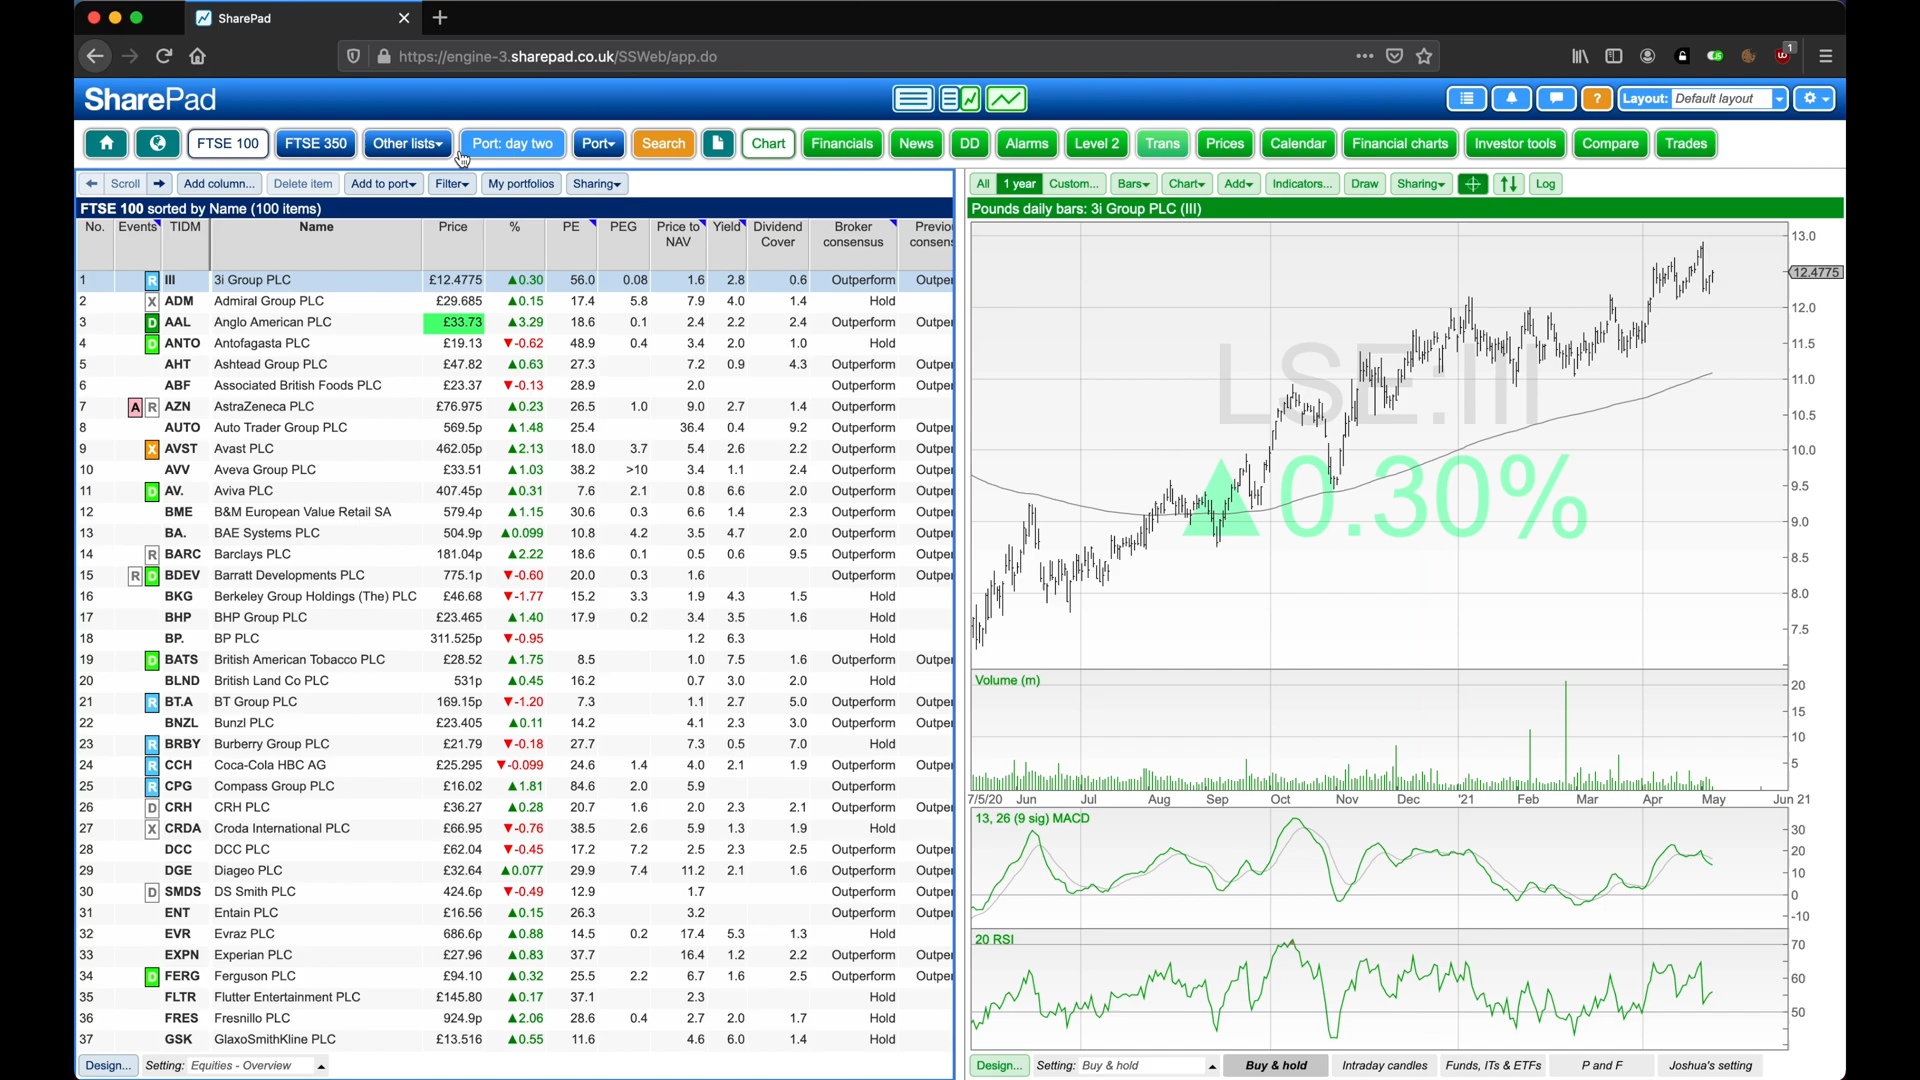 SharePad
https://engine-3.sharepad.co.uk/SSWeb/app.do
1
SharePad
?
Layout: Default layout
FTSE 100 FTSE 350 Other lists Port: day two Port Search Chart Financials News DD Alarms Level 2 Trans Prices Calendar Financial charts Investor tools Compare Trades
Scroll Add column... Delete item Add to port Filter My portfolios Sharing
All 1 year Custom... Bars Chart Add Indicators... Draw Sharing Log
FTSE 100 sorted by Name (100 items)
No. Events TIDM Name Price % PE PEG Price to NAV Yield Dividend Cover Broker consensus Previo consens
1 R III 3i Group PLC £12.4775 ▲0.30 56.0 0.08 1.6 2.8 0.6 Outperform Outper
2 X ADM Admiral Group PLC £29.685 ▲0.15 17.4 5.8 7.9 4.0 1.4 Hold
3 D AAL Anglo American PLC £33.73 ▲3.29 18.6 0.1 2.4 2.2 2.4 Outperform Outper
4 D ANTO Antofagasta PLC £19.13 ▼-0.62 48.9 0.4 3.4 2.0 1.0 Hold
5 AHT Ashtead Group PLC £47.82 ▲0.63 27.3 7.2 0.9 4.3 Outperform Outper
6 ABF Associated British Foods PLC £23.37 ▼-0.13 28.9 2.0 Outperform Outper
7 A R AZN AstraZeneca PLC £76.975 ▲0.23 26.5 1.0 9.0 2.7 1.4 Outperform Outper
8 AUTO Auto Trader Group PLC 569.5p ▲1.48 25.4 36.4 0.4 9.2 Outperform
9 X AVST Avast PLC 462.05p ▲2.13 18.0 3.7 5.4 2.6 2.2 Outperform Outper
10 AVV Aveva Group PLC £33.51 ▲1.03 38.2 >10 3.4 1.1 2.4 Outperform Outper
11 D AV. Aviva PLC 407.45p ▲0.31 7.6 2.1 0.8 6.6 2.0 Outperform Outper
12 BME B&M European Value Retail SA 579.4p ▲1.15 30.6 0.3 6.6 1.4 2.3 Outperform Outper
13 BA. BAE Systems PLC 504.9p ▲0.099 10.8 4.2 3.5 4.7 2.0 Outperform Outper
14 R BARC Barclays PLC 181.04p ▲2.22 18.6 0.1 0.5 0.6 9.5 Outperform Outper
15 R D BDEV Barratt Developments PLC 775.1p ▼-0.60 20.0 0.3 1.6 Outperform Outper
16 BKG Berkeley Group Holdings (The) PLC £46.68 ▼-1.77 15.2 3.3 1.9 4.3 1.5 Hold
17 BHP BHP Group PLC £23.465 ▲1.40 17.9 0.2 3.4 3.5 1.6 Hold
18 BP. BP PLC 311.525p ▼-0.95 1.2 6.3 Hold
19 D BATS British American Tobacco PLC £28.52 ▲1.75 8.5 1.0 7.5 1.6 Outperform Outper
20 BLND British Land Co PLC 531p ▲0.45 16.2 0.7 3.0 2.0 Hold
21 R BT.A BT Group PLC 169.15p ▼-1.20 7.3 1.1 2.7 5.0 Outperform Outper
22 BNZL Bunzl PLC £23.405 ▲0.11 14.2 4.1 2.3 3.0 Outperform Outper
23 R BRBY Burberry Group PLC £21.79 ▼-0.18 27.7 7.3 0.5 7.0 Hold
24 R CCH Coca-Cola HBC AG £25.295 ▼-0.099 24.6 1.4 4.0 2.1 1.9 Hold
25 R CPG Compass Group PLC £16.02 ▲1.81 84.6 2.0 5.9 Hold
26 D CRH CRH PLC £36.27 ▲0.28 20.7 1.6 2.0 2.3 2.1 Outperform Outper
27 X CRDA Croda International PLC £66.95 ▼-0.76 38.5 2.6 5.9 1.3 1.9 Hold
28 DCC DCC PLC £62.04 ▼-0.45 17.2 7.2 2.5 2.3 2.5 Outperform Outper
29 DGE Diageo PLC £32.64 ▲0.077 29.9 7.4 11.2 2.1 1.6 Outperform Outper
30 D SMDS DS Smith PLC 424.6p ▼-0.49 12.9 1.7 Outperform Outper
31 ENT Entain PLC £16.56 ▲0.15 26.3 3.2 Outperform Outper
32 EVR Evraz PLC 686.6p ▲0.88 14.5 0.2 17.4 5.3 1.3 Hold
33 EXPN Experian PLC £27.96 ▲0.83 37.7 16.4 1.2 2.2 Outperform Outper
34 D FERG Ferguson PLC £94.10 ▲0.32 25.5 2.2 6.7 1.6 2.5 Outperform Outper
35 FLTR Flutter Entertainment PLC £145.80 ▲0.17 37.1 2.3 Hold
36 FRES Fresnillo PLC 924.9p ▲2.06 28.6 0.4 2.7 2.0 1.7 Hold
37 GSK GlaxoSmithKline PLC £13.516 ▲0.55 11.6 4.6 6.0 1.4 Hold
Design... Setting: Equities - Overview
Pounds daily bars: 3i Group PLC (III)
LSE:III
▲0.30%
13.0
12.4775
12.0
11.5
11.0
10.5
10.0
9.5
9.0
8.5
8.0
7.5
Volume (m)
20
15
10
5
7/5/20 Jun Jul Aug Sep Oct Nov Dec '21 Feb Mar Apr May Jun 21
13, 26 (9 sig) MACD
30
20
10
0
-10
20 RSI
70
60
50
Design... Setting: Buy & hold Buy & hold Intraday candles Funds, ITs & ETFs P and F Joshua's setting